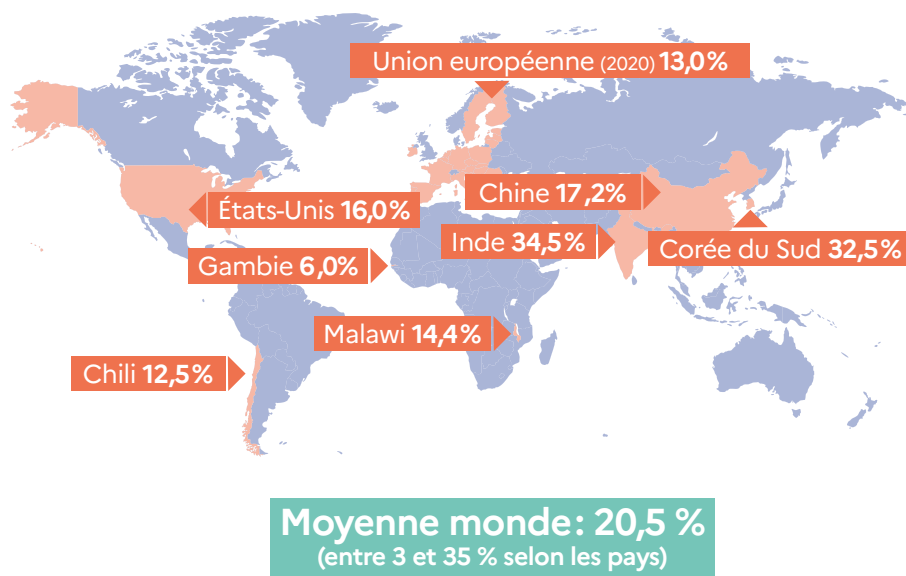 Union européenne (2020) 13,0%
Chine 17,2%
États-Unis 16,0%
Inde 34,5%
Corée du Sud 32,5%
Gambie 6,0%
Malawi 14,4%
Chili 12,5%
Moyenne monde: 20,5 %
(entre 3 et 35 % selon les pays)